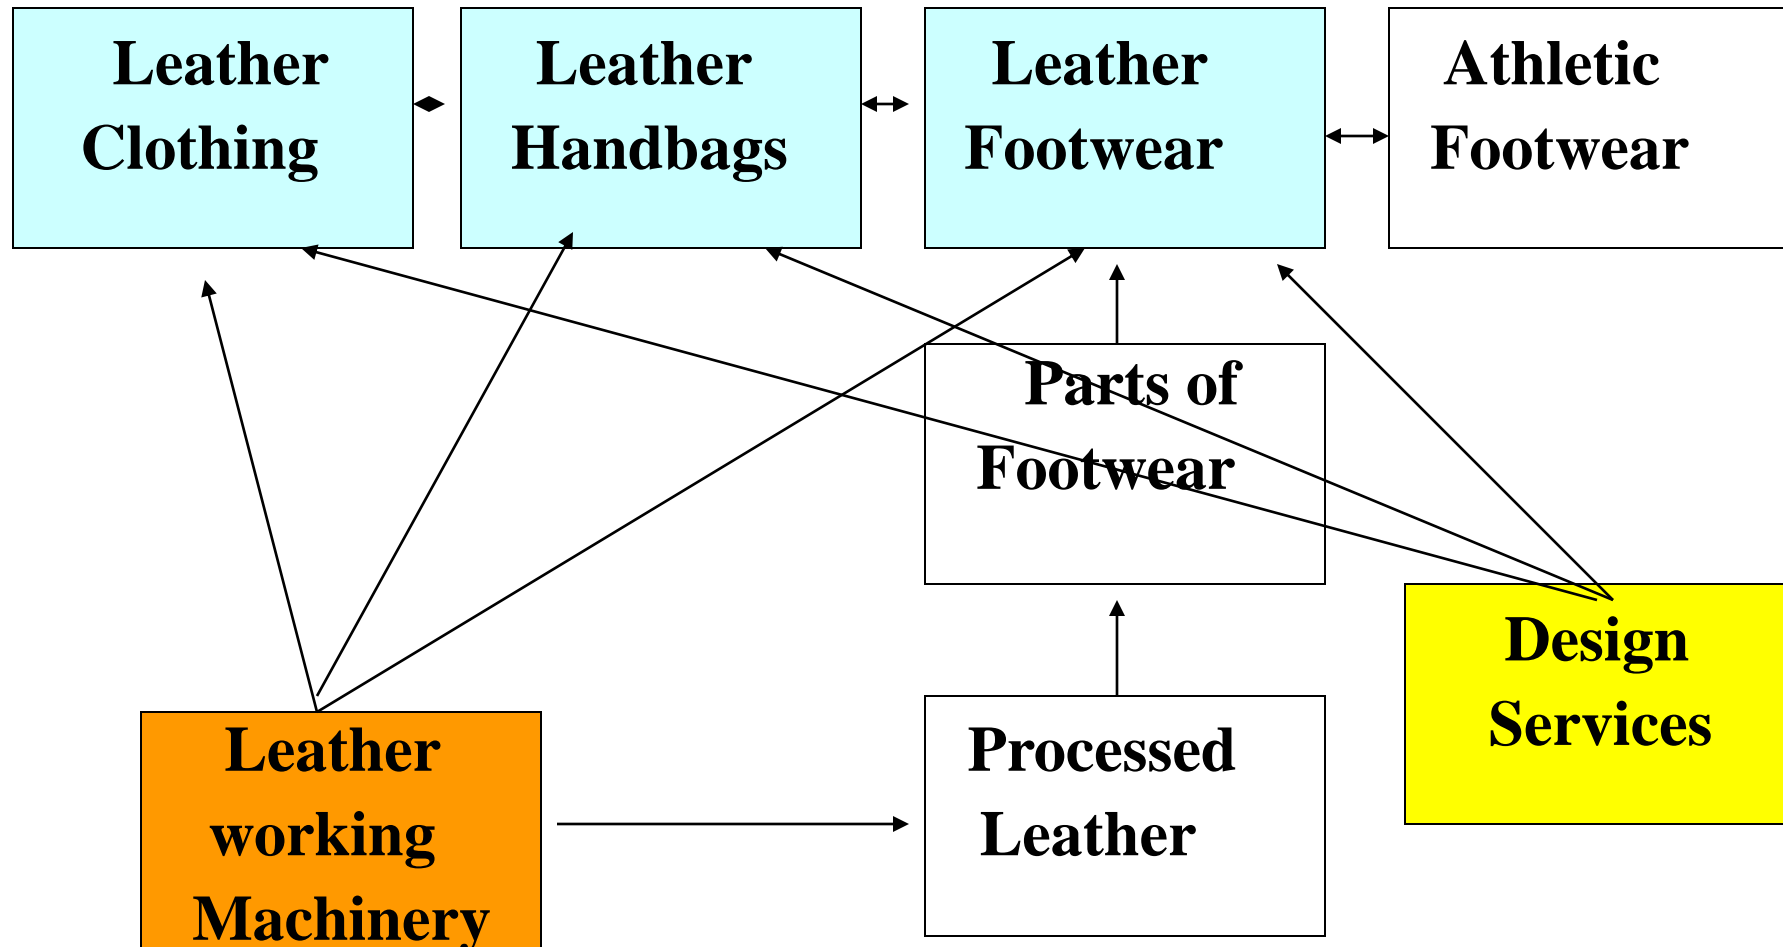 Leather
Clothing
Leather
Handbags
Leather
Footwear
Athletic
Footwear
Parts of
Footwear
Design
Services
Leather
working
Machinery
Processed
Leather